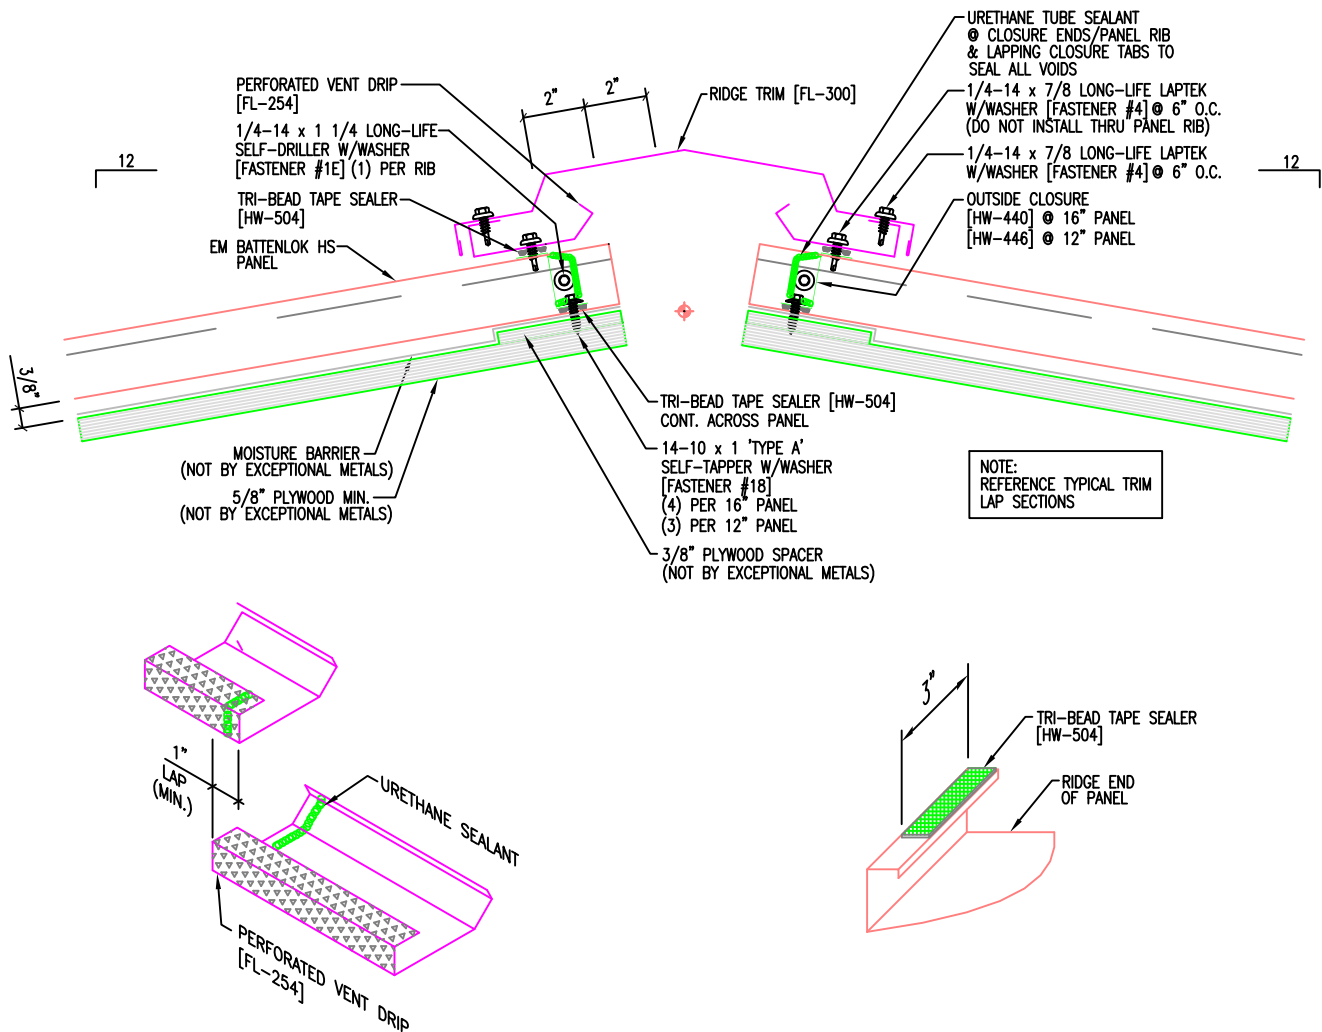 URETHANE TUBE SEALANT
@ CLOSURE ENDS/PANEL RIB
& LAPPING CLOSURE TABS TO
SEAL ALL VOIDS
PERFORATED VENT DRIP
[FL-254]
2"
2"
RIDGE TRIM [FL-300]
1/4-14 x 7/8 LONG-LIFE LAPTEK
W/WASHER [FASTENER #4] @ 6" O.C.
(DO NOT INSTALL THRU PANEL RIB)
1/4-14 x 1 1/4 LONG-LIFE
SELF-DRILLER W/WASHER
[FASTENER #1E] (1) PER RIB
12
1/4-14 x 7/8 LONG-LIFE LAPTEK
W/WASHER [FASTENER #4] @ 6" O.C.
12
TRI-BEAD TAPE SEALER
[HW-504]
OUTSIDE CLOSURE
[HW-440] @ 16" PANEL
[HW-446] @ 12" PANEL
EM BATTENLOK HS
PANEL
3/8"
TRI-BEAD TAPE SEALER [HW-504]
CONT. ACROSS PANEL
MOISTURE BARRIER
(NOT BY EXCEPTIONAL METALS)
14-10 x 1 'TYPE A'
SELF-TAPPER W/WASHER
[FASTENER #18]
(4) PER 16" PANEL
(3) PER 12" PANEL
5/8" PLYWOOD MIN.
(NOT BY EXCEPTIONAL METALS)
NOTE:
REFERENCE TYPICAL TRIM
LAP SECTIONS
3/8" PLYWOOD SPACER
(NOT BY EXCEPTIONAL METALS)
1"
LAP
(MIN.)
URETHANE SEALANT
PERFORATED VENT DRIP
[FL-254]
3"
TRI-BEAD TAPE SEALER
[HW-504]
RIDGE END
OF PANEL